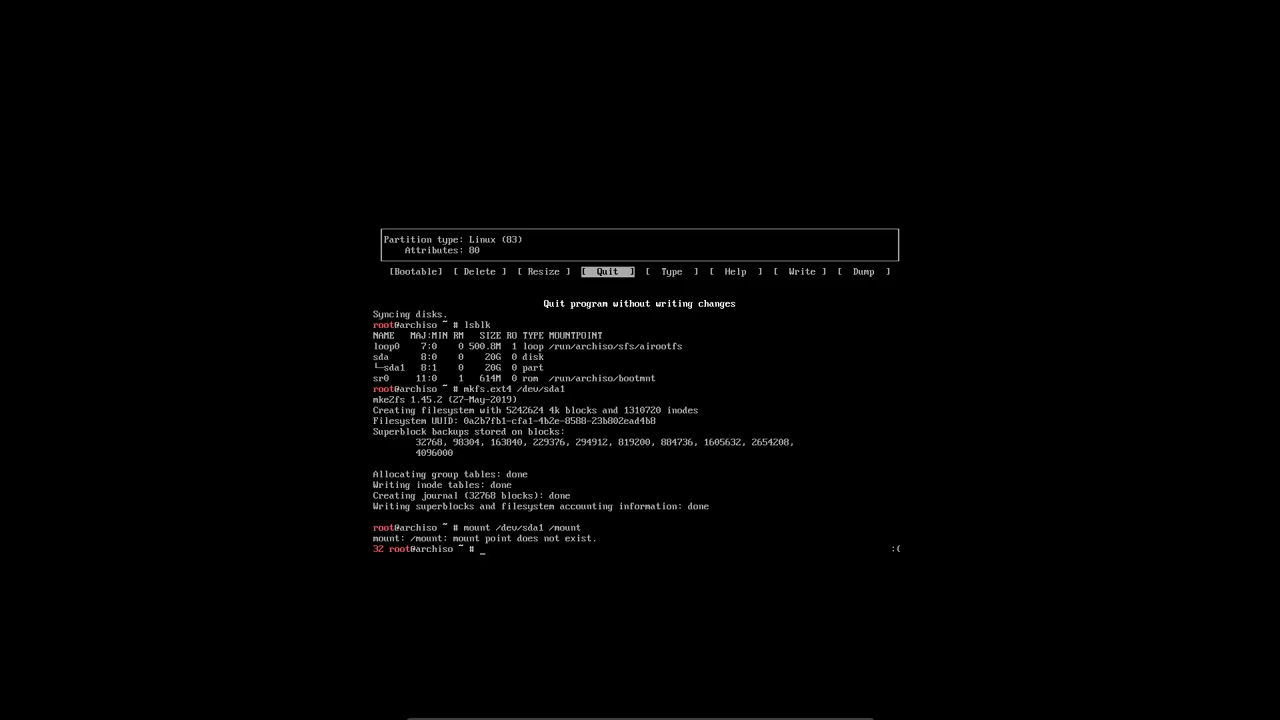 Partition type: Linux (83)
Attributes: 80
[Bootable] [ Delete ] [ Resize ] [ Quit ] [ Type ] [ Help ] [ Write ] [ Dump ]
Quit program without writing changes
Syncing disks.
root@archiso ~ # lsblk
NAME MAJ:MIN RM SIZE RO TYPE MOUNTPOINT
loop0 7:0 0 500.8M 1 loop /run/archiso/sfs/airootfs
sda 8:0 0 20G 0 disk
└─sda1 8:1 0 20G 0 part
sr0 11:0 1 614M 0 rom /run/archiso/bootmnt
root@archiso ~ # mkfs.ext4 /dev/sda1
mke2fs 1.45.2 (27-May-2019)
Creating filesystem with 5242624 4k blocks and 1310720 inodes
Filesystem UUID: 0a2b7fb1-cfa1-4b2e-8588-23b802ead4b8
Superblock backups stored on blocks:
32768, 98304, 163840, 229376, 294912, 819200, 884736, 1605632, 2654208,
4096000
Allocating group tables: done
Writing inode tables: done
Creating journal (32768 blocks): done
Writing superblocks and filesystem accounting information: done
root@archiso ~ # mount /dev/sda1 /mount
mount: /mount: mount point does not exist.
32 root@archiso ~ # _ :(